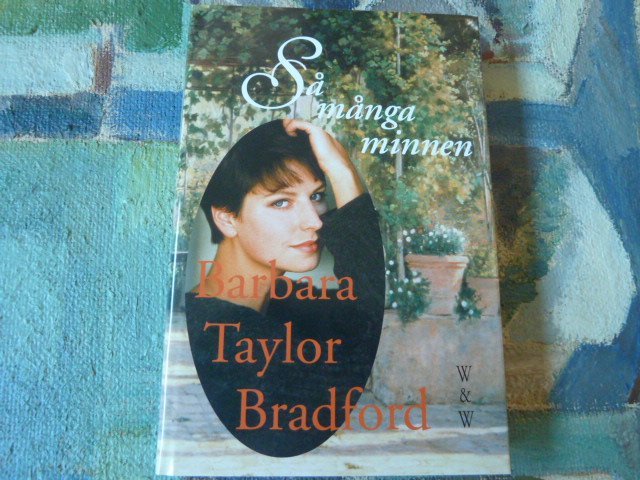 Så
många
minnen
Barbara
Taylor
Bradford
W
&
W